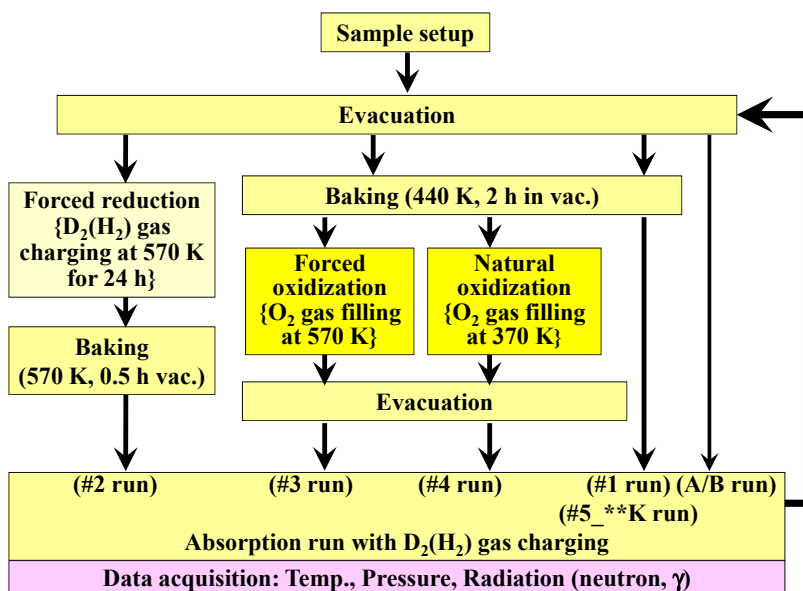 Sample setup
Evacuation
Forced reduction
{D₂(H₂) gas
charging at 570 K
for 24 h}
Baking
(570 K, 0.5 h vac.)
Baking (440 K, 2 h in vac.)
Forced
oxidization
{O₂ gas filling
at 570 K}
Natural
oxidization
{O₂ gas filling
at 370 K}
Evacuation
(#2 run)
(#3 run)
(#4 run)
(#1 run) (A/B run)
(#5_**K run)
Absorption run with D₂(H₂) gas charging
Data acquisition: Temp., Pressure, Radiation (neutron, γ)